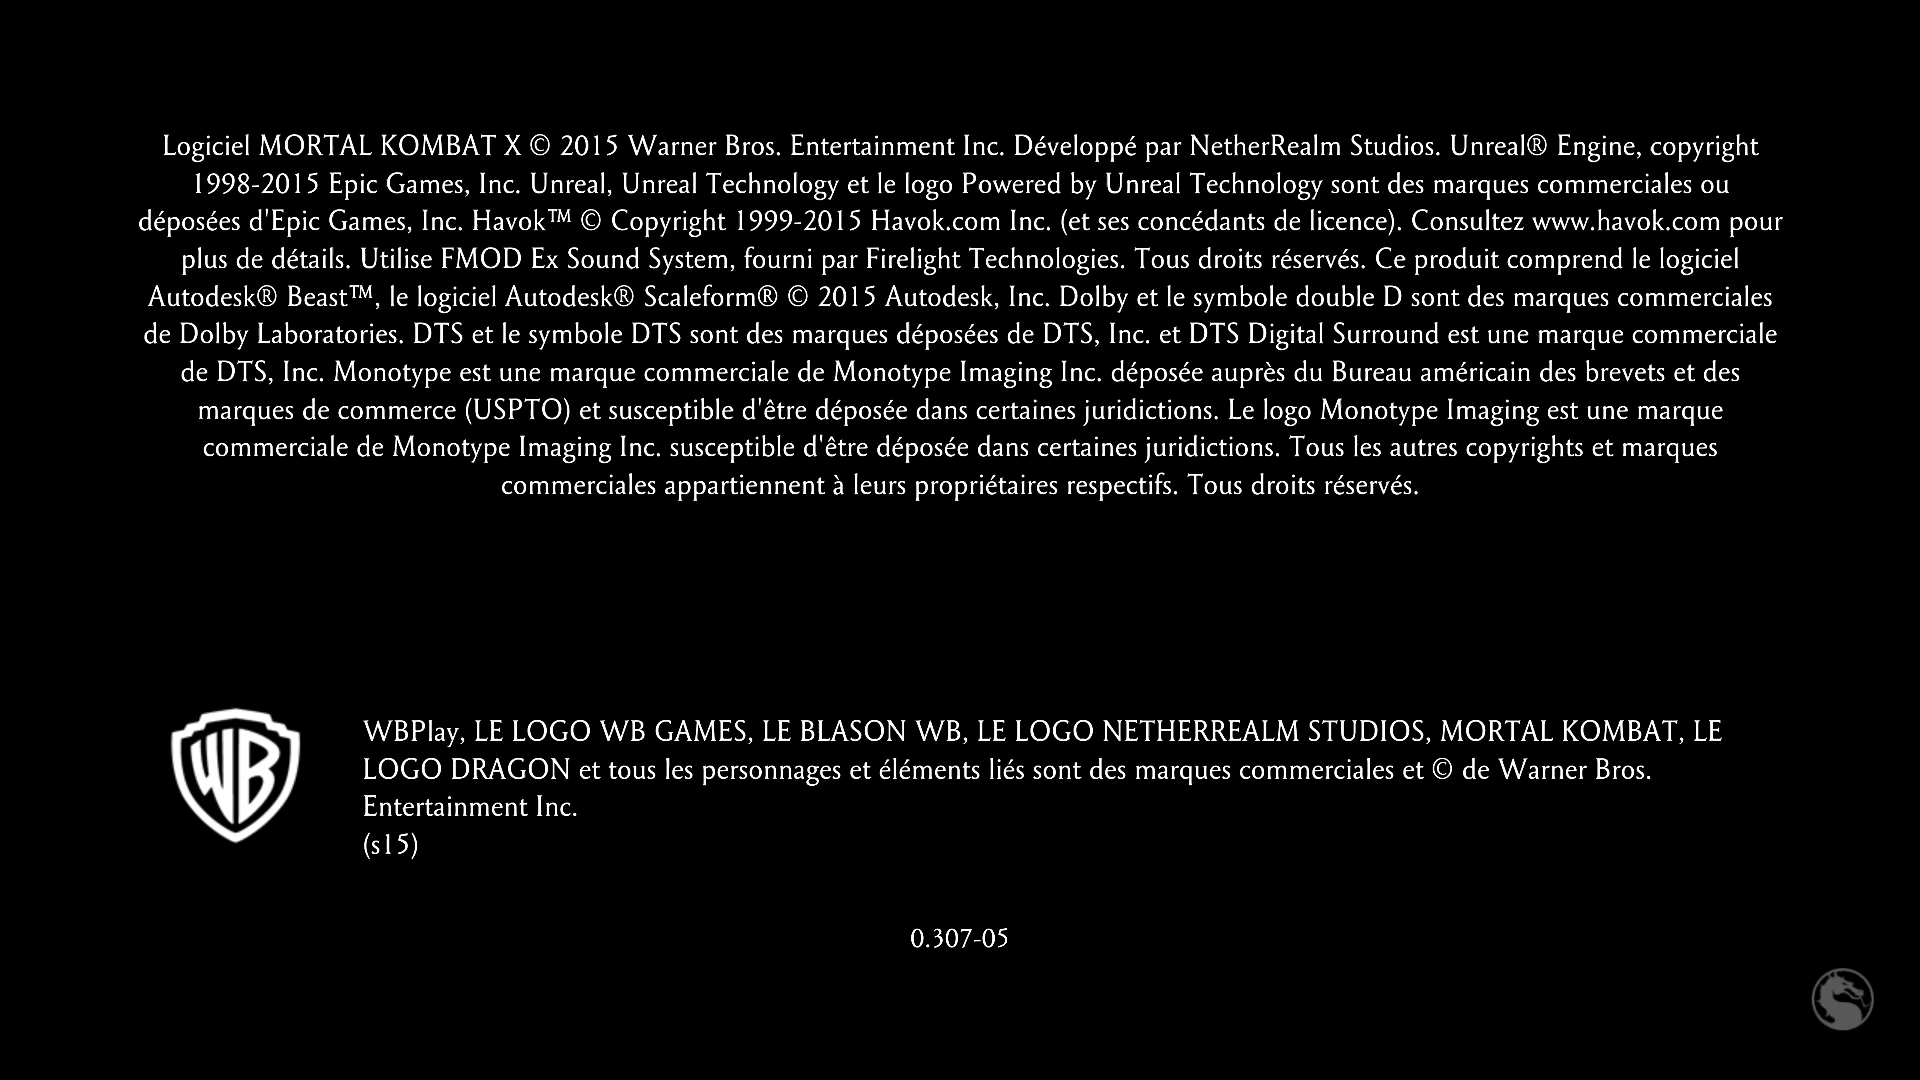 Logiciel MORTAL KOMBAT X © 2015 Warner Bros. Entertainment Inc. Développé par NetherRealm Studios. Unreal® Engine, copyright
1998-2015 Epic Games, Inc. Unreal, Unreal Technology et le logo Powered by Unreal Technology sont des marques commerciales ou
déposées d'Epic Games, Inc. Havok™ © Copyright 1999-2015 Havok.com Inc. (et ses concédants de licence). Consultez www.havok.com pour
plus de détails. Utilise FMOD Ex Sound System, fourni par Firelight Technologies. Tous droits réservés. Ce produit comprend le logiciel
Autodesk® Beast™, le logiciel Autodesk® Scaleform® © 2015 Autodesk, Inc. Dolby et le symbole double D sont des marques commerciales
de Dolby Laboratories. DTS et le symbole DTS sont des marques déposées de DTS, Inc. et DTS Digital Surround est une marque commerciale
de DTS, Inc. Monotype est une marque commerciale de Monotype Imaging Inc. déposée auprès du Bureau américain des brevets et des
marques de commerce (USPTO) et susceptible d'être déposée dans certaines juridictions. Le logo Monotype Imaging est une marque
commerciale de Monotype Imaging Inc. susceptible d'être déposée dans certaines juridictions. Tous les autres copyrights et marques
commerciales appartiennent à leurs propriétaires respectifs. Tous droits réservés.
WB
WBPlay, LE LOGO WB GAMES, LE BLASON WB, LE LOGO NETHERREALM STUDIOS, MORTAL KOMBAT, LE
LOGO DRAGON et tous les personnages et éléments liés sont des marques commerciales et © de Warner Bros.
Entertainment Inc.
(s15)
0.307-05